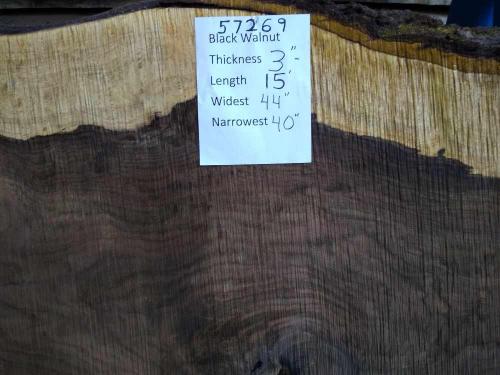 57269
Black Walnut
Thickness 3"-
Length 15'
Widest 44"
Narrowest 40"